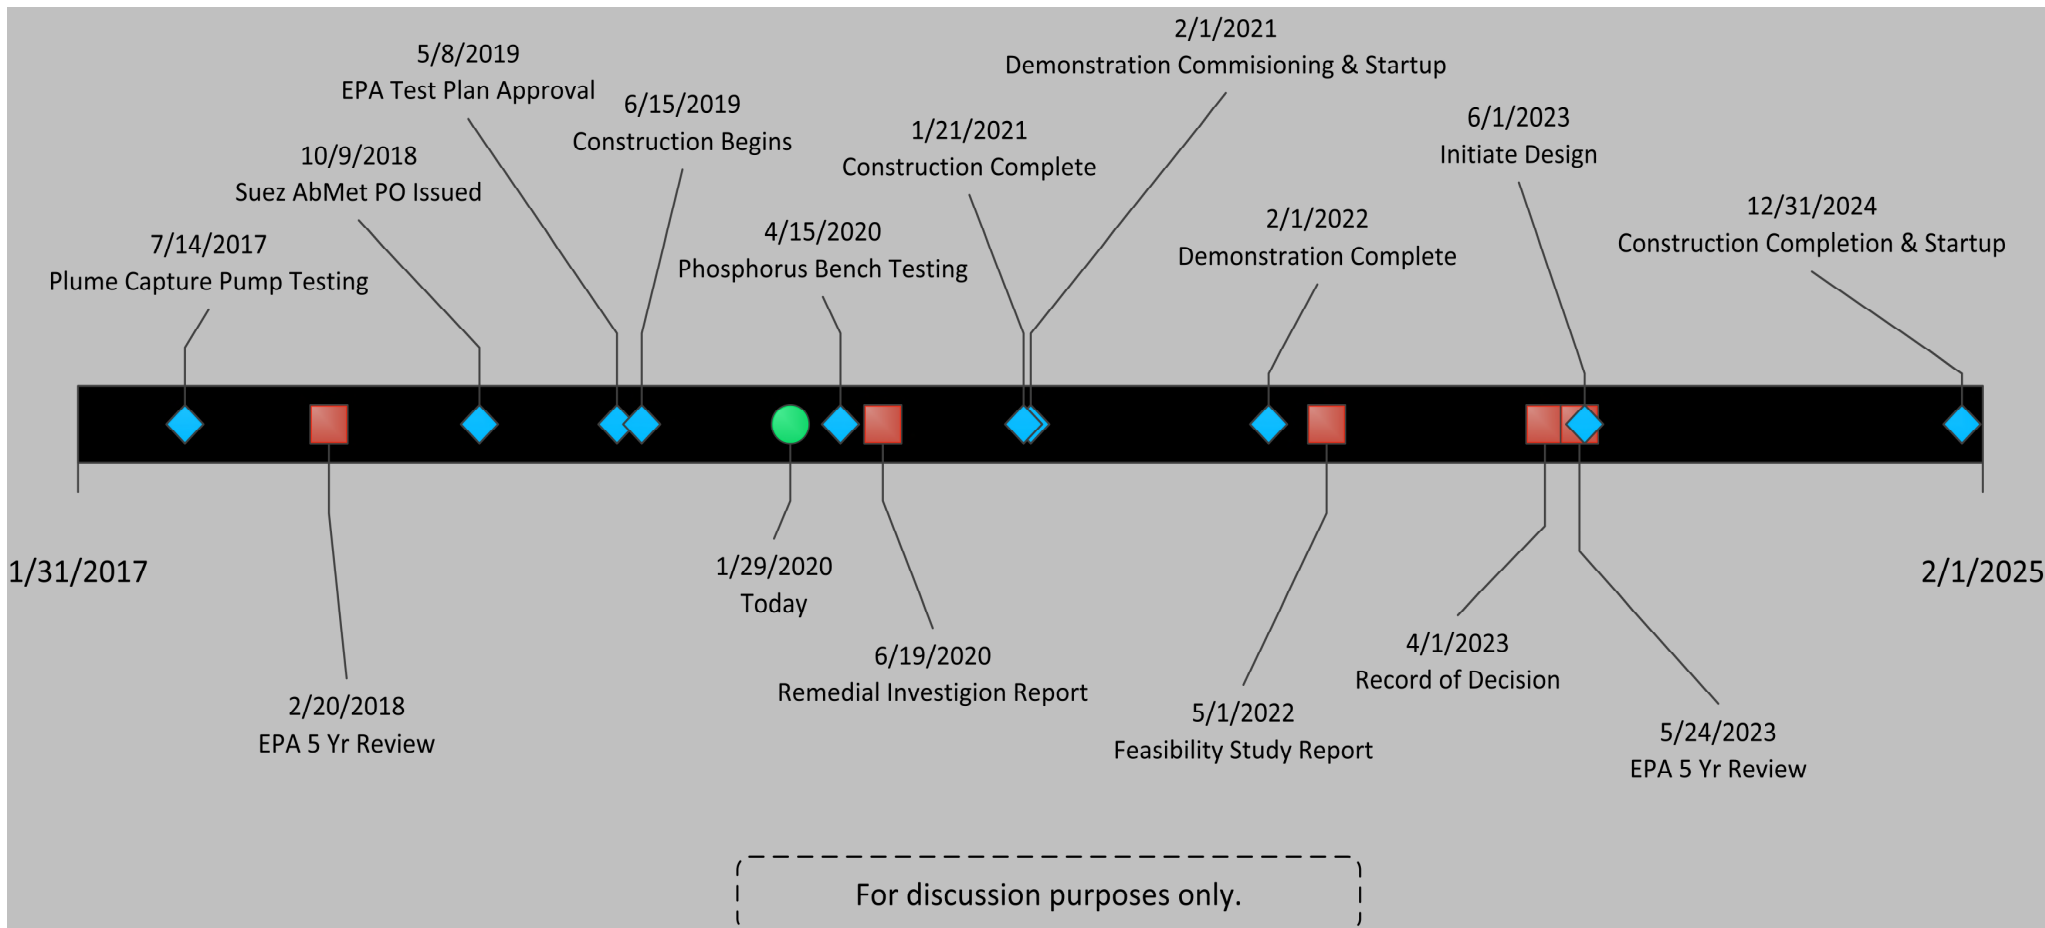 2/1/2021
Demonstration Commisioning & Startup
5/8/2019
EPA Test Plan Approval
6/15/2019
Construction Begins
1/21/2021
Construction Complete
6/1/2023
Initiate Design
10/9/2018
Suez AbMet PO Issued
12/31/2024
Construction Completion & Startup
7/14/2017
Plume Capture Pump Testing
4/15/2020
Phosphorus Bench Testing
2/1/2022
Demonstration Complete
1/31/2017
2/1/2025
1/29/2020
Today
6/19/2020
Remedial Investigion Report
4/1/2023
Record of Decision
2/20/2018
EPA 5 Yr Review
5/1/2022
Feasibility Study Report
5/24/2023
EPA 5 Yr Review
For discussion purposes only.